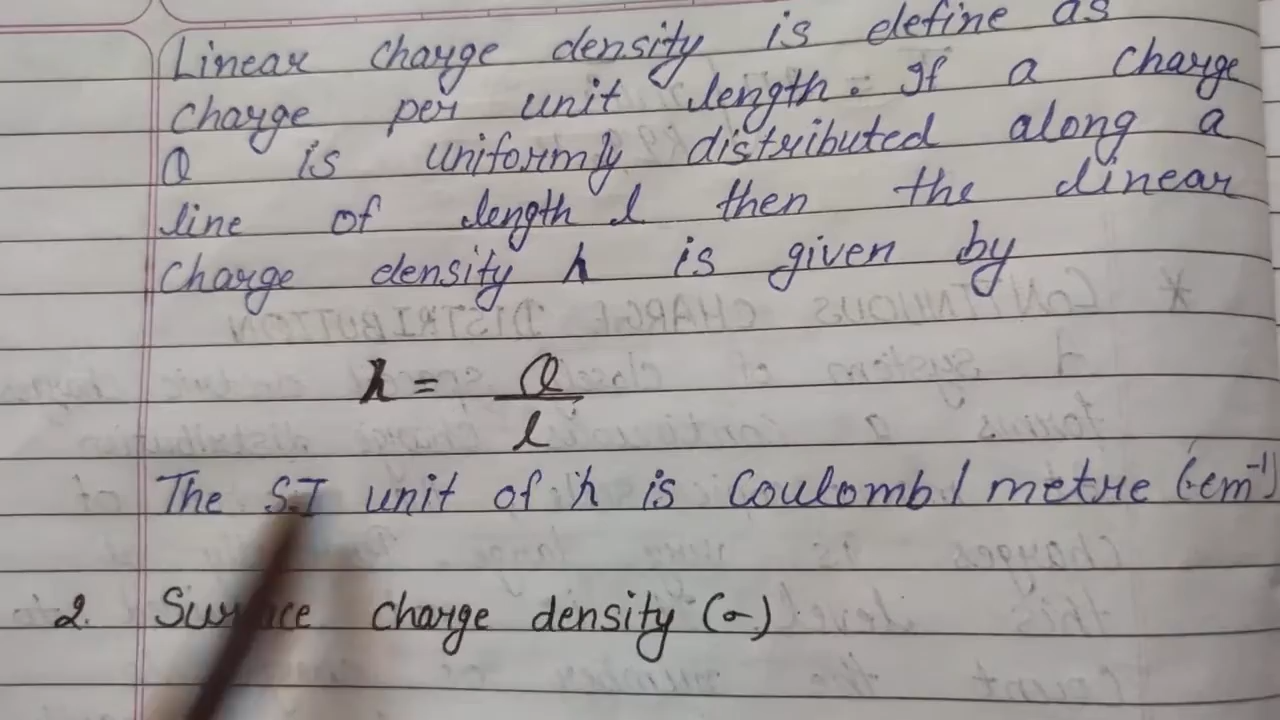 Linear charge density is define as
charge per unit length. If a charge
Q is uniformly distributed along a
line of length l then the linear
charge density λ is given by
λ = Q
l
The S.I unit of λ is Coulomb / metre (cm⁻¹)
2. Surface charge density (σ)